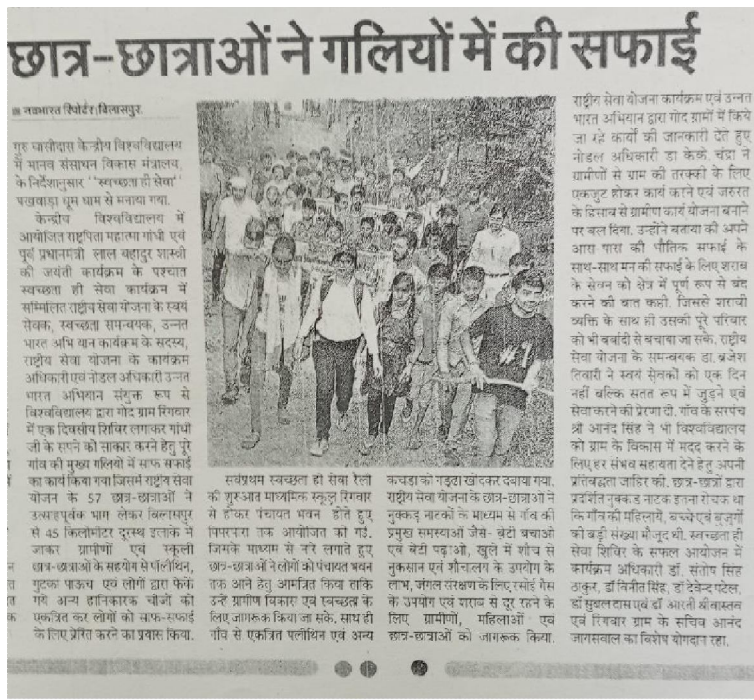 छात्र-छात्राओं ने गलियों में की सफाई
नवभारत रिपोर्टर। बिलासपुर.
गुरु घासीदास केन्द्रीय विश्वविद्यालय
में मानव संसाधन विकास मंत्रालय,
के निर्देशानुसार ''स्वच्छता ही सेवा''
पखवाड़ा धूम धाम से मनाया गया.
केन्द्रीय विश्वविद्यालय में
आयोजित राष्ट्रपिता महात्मा गांधी एवं
पूर्व प्रधानमंत्री लाल बहादुर शास्त्री
की जयंती कार्यक्रम के पश्चात
स्वच्छता ही सेवा कार्यक्रम में
सम्मिलित राष्ट्रीय सेवा योजना के स्वयं
सेवक, स्वच्छता समन्वयक, उन्नत
भारत अभियान कार्यक्रम के सदस्य,
राष्ट्रीय सेवा योजना के कार्यक्रम
अधिकारी एवं नोडल अधिकारी उन्नत
भारत अभियान संयुक्त रूप से
विश्वविद्यालय द्वारा गोद ग्राम रिगवार
में एक दिवसीय शिविर लगाकर गांधी
जी के सपने को साकार करने हेतु पूरे
गांव की मुख्य गलियों में साफ सफाई
का कार्य किया गया जिसमें राष्ट्रीय सेवा
योजन के 57 छात्र-छात्राओं ने
उत्साहपूर्वक भाग लेकर बिलासपुर
से 45 किलोमीटर दूरस्थ इलाके में
जाकर ग्रामीणों एवं स्कूली
छात्र-छात्राओं के सहयोग से पॉलिथीन,
गुटका पाऊच एवं लोगों द्वारा फेंके
गये अन्य हानिकारक चीजों को
एकत्रित कर लोगों को साफ-सफाई
के लिए प्रेरित करने का प्रयास किया.
सर्वप्रथम स्वच्छता ही सेवा रैली
की शुरुआत माध्यमिक स्कूल रिगवार
से होकर पंचायत भवन होते हुए
पिपरपारा तक आयोजित की गई.
जिसके माध्यम से नारे लगाते हुए
छात्र-छात्राओं ने लोगों को पंचायत भवन
तक आने हेतु आमंत्रित किया ताकि
उन्हें ग्रामीण विकास एवं स्वच्छता के
लिए जागरूक किया जा सके. साथ ही
गाँव से एकत्रित पलीथिन एवं अन्य
कचडा को गड्ढा खोदकर दबाया गया.
राष्ट्रीय सेवा योजना के छात्र-छात्राओं ने
नुक्कड़ नाटकों के माध्यम से गाँव की
प्रमुख समस्याओं जैसे- बेटी बचाओ
एवं बेटी पढ़ाओ, खुले में शौच से
नुकसान एवं शौचालय के उपयोग के
लाभ, जंगल संरक्षण के लिए रसोई गैस
के उपयोग एवं शराब से दूर रहने के
लिए ग्रामीणों, महिलाओं एवं
छात्र-छात्राओं को जागरूक किया.
राष्ट्रीय सेवा योजना कार्यक्रम एवं उन्नत
भारत अभियान द्वारा गोद ग्रामों में किये
जा रहे कार्यों की जानकारी देते हुए
नोडल अधिकारी डा के.के. चंद्रा ने
ग्रामीणों से ग्राम की तरक्की के लिए
एकजुट होकर कार्य करने एवं जरुरत
के हिसाब से ग्रामीण कार्य योजना बनाने
पर बल दिया. उन्होंने बताया की अपने
आस पास की भौतिक सफाई के
साथ-साथ मन की सफाई के लिए शराब
के सेवन को क्षेत्र में पूर्ण रूप से बंद
करने की बात कही. जिससे शराबी
व्यक्ति के साथ ही उसकी पूरे परिवार
को भी बर्बादी से बचाया जा सके. राष्ट्रीय
सेवा योजना के समन्वयक डा. ब्रजेश
तिवारी ने स्वयं सेवकों को एक दिन
नहीं बल्कि सतत रूप में जुड़ने एवं
सेवा करने की प्रेरणा दी. गाँव के सरपंच
श्री आनंद सिंह ने भी विश्वविद्यालय
को ग्राम के विकास में मदद करने के
लिए हर संभव सहायता देने हेतु अपनी
प्रतिबद्धता जाहिर की. छात्र-छात्रों द्वारा
प्रदर्शित नुक्कड नाटक इतना रोचक था
कि गाँव की महिलायें, बच्चे एवं बुजुर्गों
की बड़ी संख्या मौजूद थी. स्वच्छता ही
सेवा शिविर के सफल आयोजन में
कार्यक्रम अधिकारी डॉ. संतोष सिंह
ठाकुर, डॉ विनीत सिंह, डॉ देवेन्द्र पटेल,
डॉ मुबल दास एवं डॉ आरती श्रीवास्तव
एवं रिगवार ग्राम के सचिव आनंद
जायसवाल का विशेष योगदान रहा.